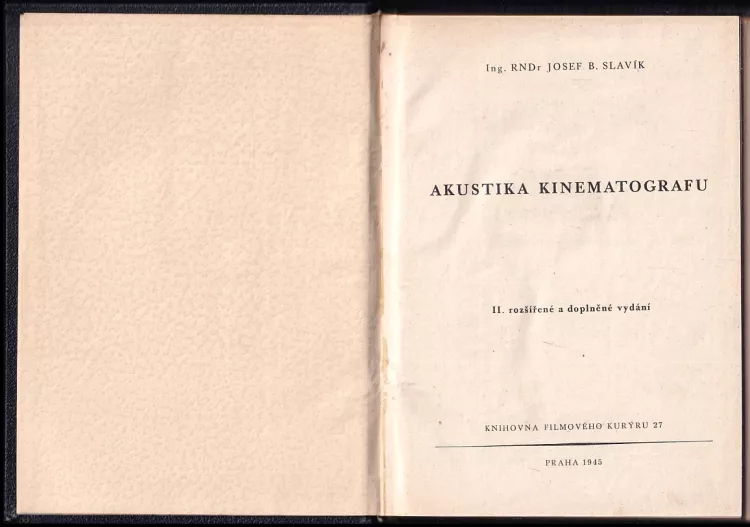 Ing. RNDr JOSEF B. SLAVÍK
AKUSTIKA KINEMATOGRAFU
II. rozšířené a doplněné vydání
KNIHOVNA FILMOVÉHO KURÝRU 27
PRAHA 1945